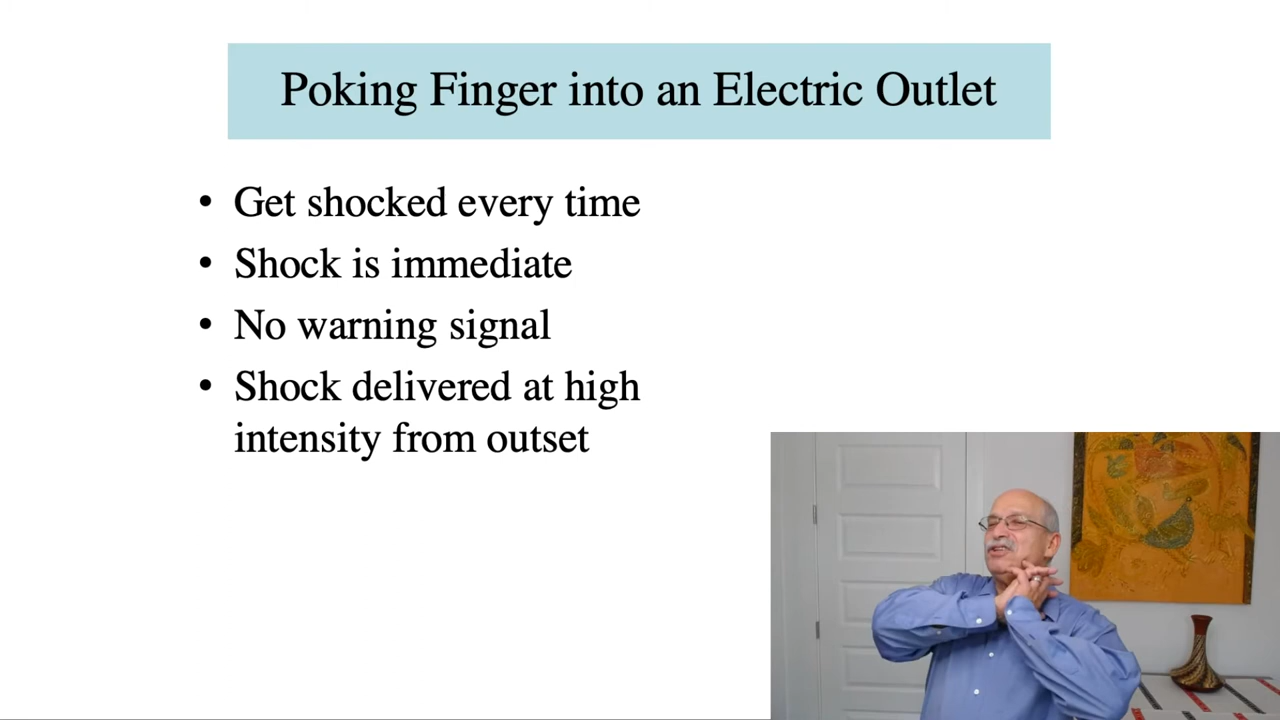 Poking Finger into an Electric Outlet
• Get shocked every time
• Shock is immediate
• No warning signal
• Shock delivered at high
intensity from outset